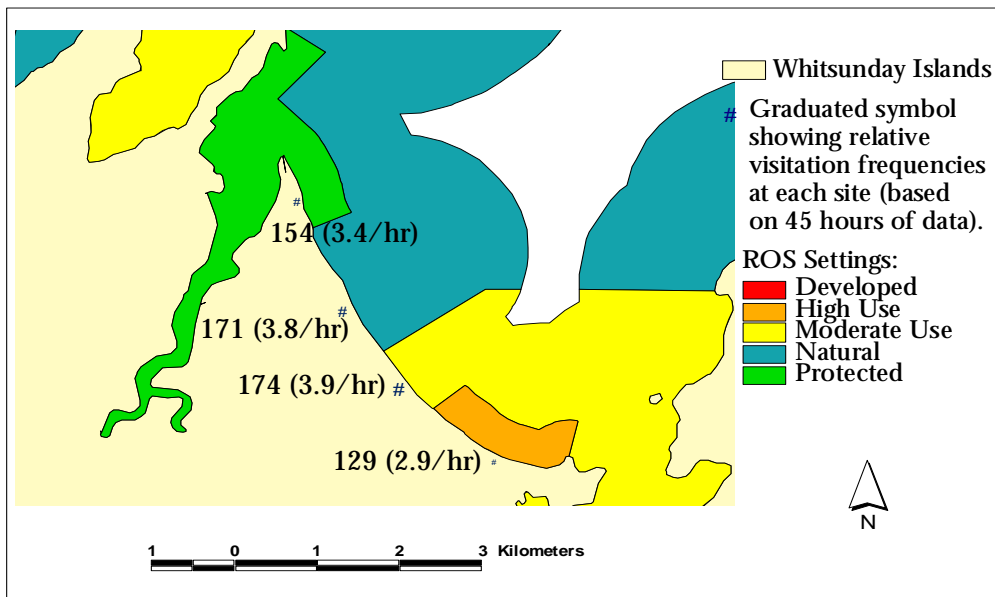 Whitsunday Islands
# Graduated symbol
showing relative
visitation frequencies
at each site (based
on 45 hours of data).
ROS Settings:
Developed
High Use
Moderate Use
Natural
Protected
#
154 (3.4/hr)
171 (3.8/hr) #
174 (3.9/hr) #
129 (2.9/hr) #
N
1 0 1 2 3 Kilometers